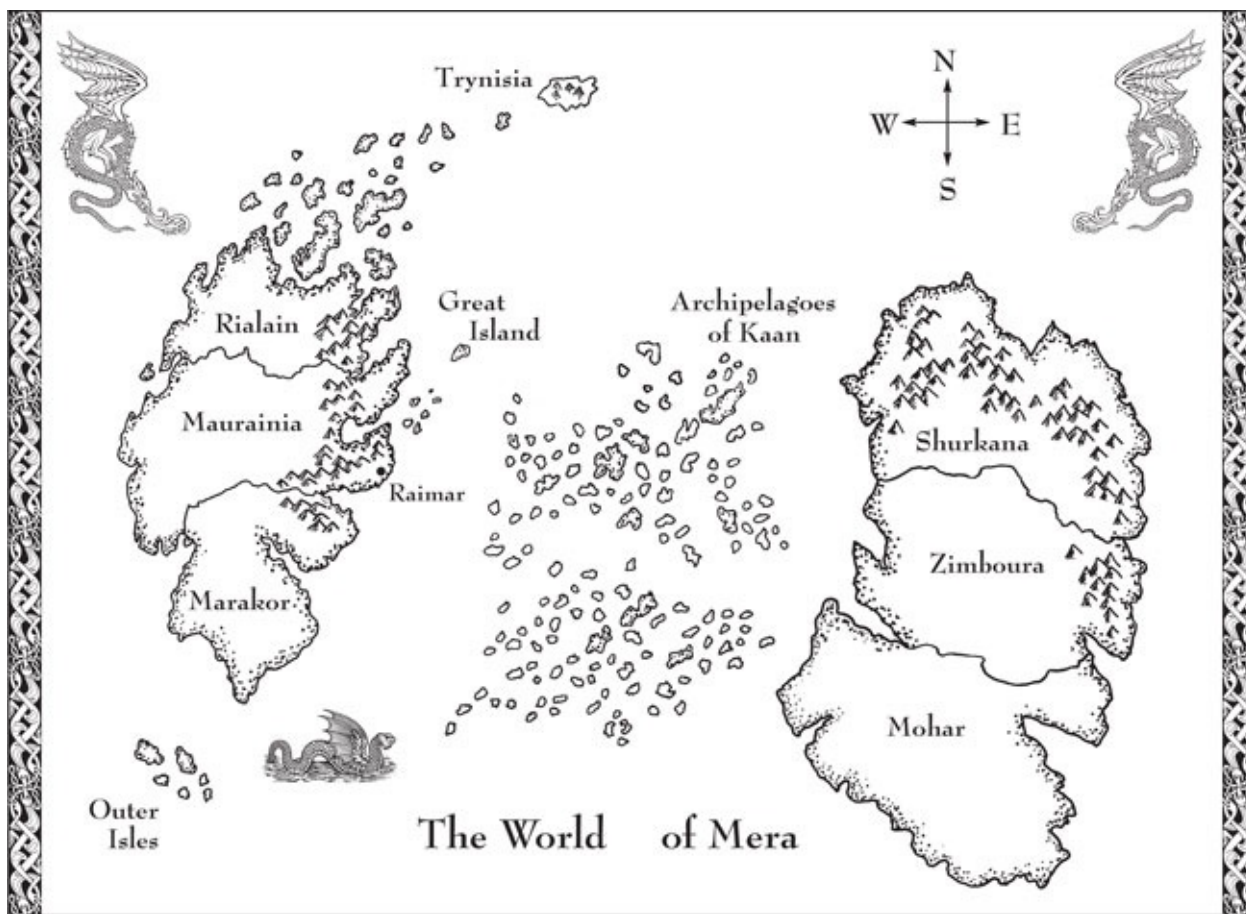 Trynisia
N
W E
S
Great
Island
Archipelagoes
of Kaan
Rialain
Maurainia
Shurkana
Raimar
Zimboura
Marakor
Mohar
Outer
Isles
The World of Mera